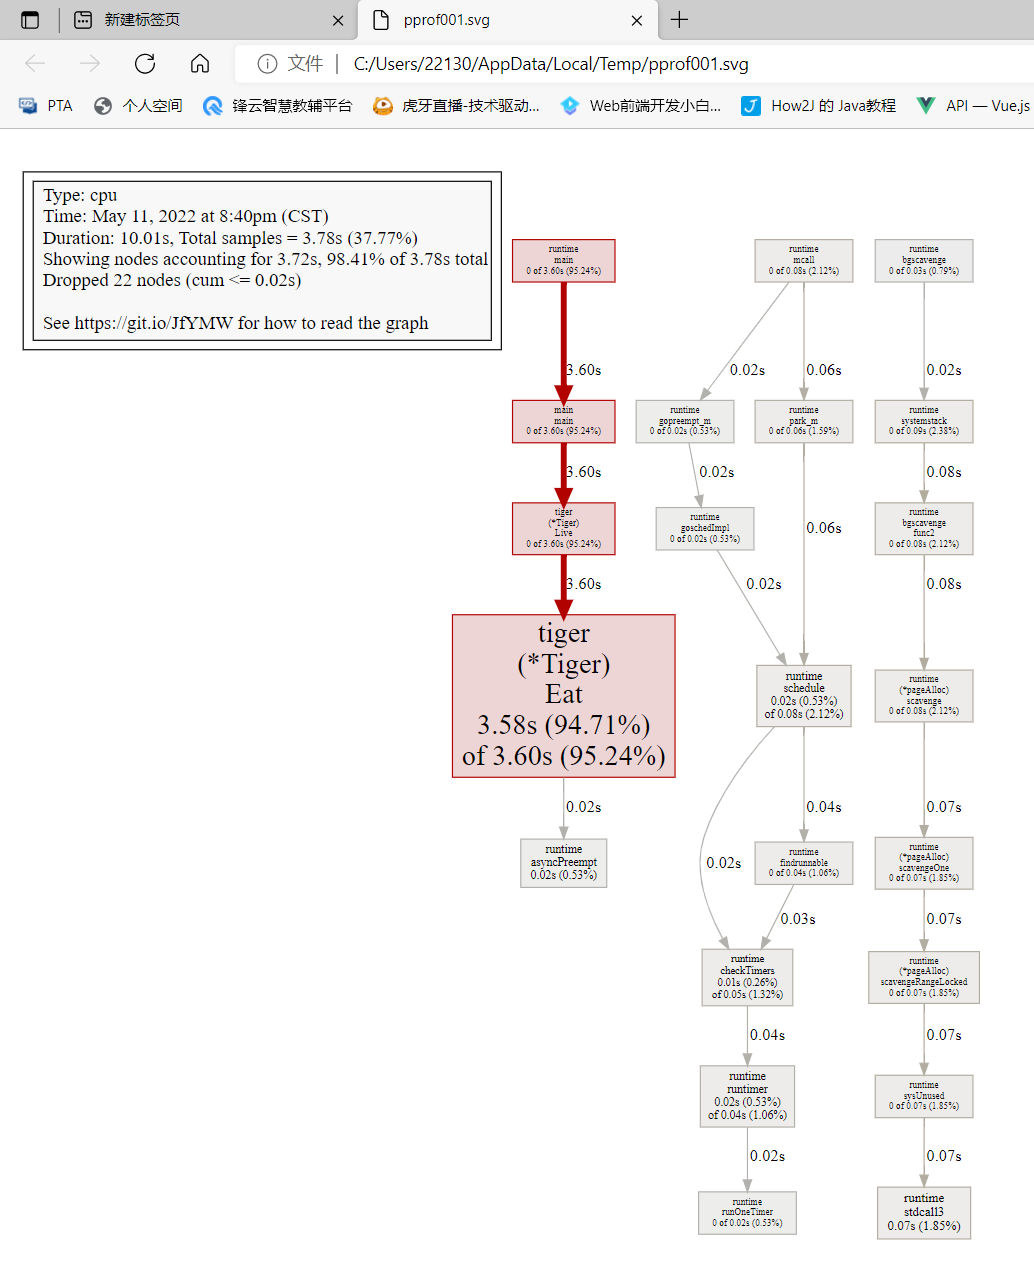 新建标签页
pprof001.svg
文件
C:/Users/22130/AppData/Local/Temp/pprof001.svg
PTA
个人空间
锋云智慧教辅平台
虎牙直播-技术驱动...
Web前端开发小白...
How2J 的 Java教程
API — Vue.js
Type: cpu
Time: May 11, 2022 at 8:40pm (CST)
Duration: 10.01s, Total samples = 3.78s (37.77%)
Showing nodes accounting for 3.72s, 98.41% of 3.78s total
Dropped 22 nodes (cum <= 0.02s)
See https://git.io/JfYMW for how to read the graph
runtime
main
0 of 3.60s (95.24%)
runtime
mcall
0 of 0.08s (2.12%)
runtime
bgscavenge
0 of 0.03s (0.79%)
3.60s
0.02s
0.06s
0.02s
main
main
0 of 3.60s (95.24%)
runtime
gopreempt_m
0 of 0.02s (0.53%)
runtime
park_m
0 of 0.06s (1.59%)
runtime
systemstack
0 of 0.09s (2.38%)
3.60s
0.02s
0.08s
tiger
(*Tiger)
Live
0 of 3.60s (95.24%)
runtime
goschedImpl
0 of 0.02s (0.53%)
0.06s
runtime
bgscavenge
func2
0 of 0.08s (2.12%)
3.60s
0.02s
0.08s
tiger
(*Tiger)
Eat
3.58s (94.71%)
of 3.60s (95.24%)
runtime
schedule
0.02s (0.53%)
of 0.08s (2.12%)
runtime
(*pageAlloc)
scavenge
0 of 0.08s (2.12%)
0.02s
0.04s
0.07s
runtime
asyncPreempt
0.02s (0.53%)
0.02s
runtime
findrunnable
0 of 0.04s (1.06%)
runtime
(*pageAlloc)
scavengeOne
0 of 0.07s (1.85%)
0.03s
0.07s
runtime
checkTimers
0.01s (0.26%)
of 0.05s (1.32%)
runtime
(*pageAlloc)
scavengeRangeLocked
0 of 0.07s (1.85%)
0.04s
0.07s
runtime
runtimer
0.02s (0.53%)
of 0.04s (1.06%)
runtime
sysUnused
0 of 0.07s (1.85%)
0.02s
0.07s
runtime
runOneTimer
0 of 0.02s (0.53%)
runtime
stdcall3
0.07s (1.85%)